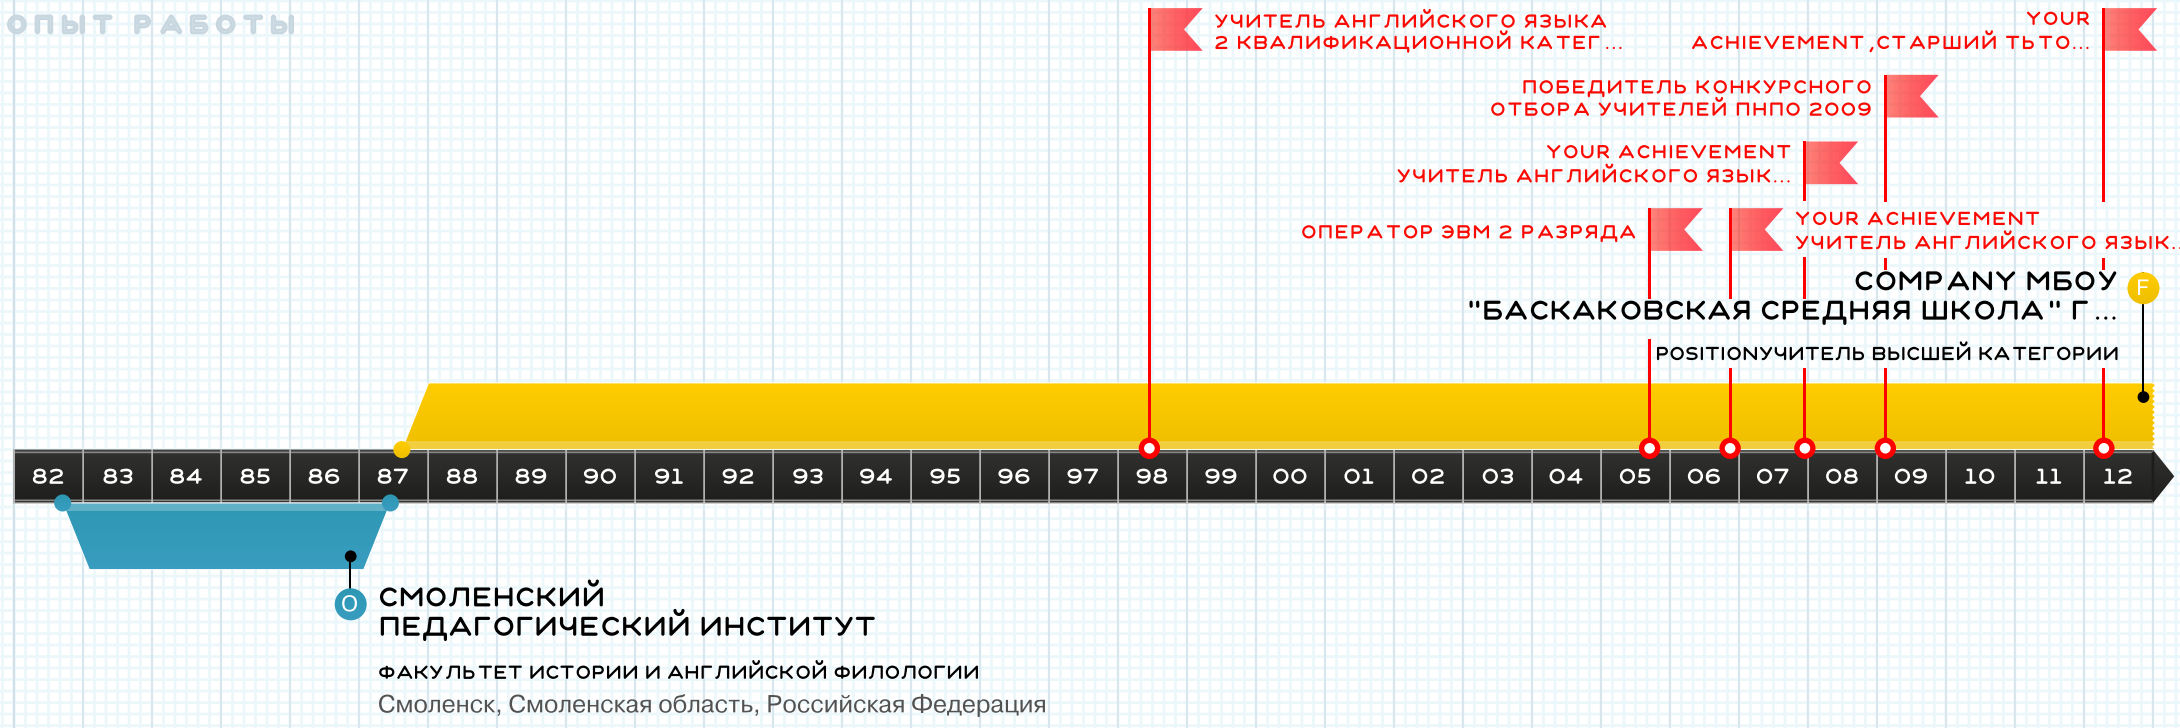 ОПЫТ РАБОТЫ
УЧИТЕЛЬ АНГЛИЙСКОГО ЯЗЫКА
2 КВАЛИФИКАЦИОННОЙ КАТЕГ...
YOUR
ACHIEVEMENT,СТАРШИЙ ТЬТО...
ПОБЕДИТЕЛЬ КОНКУРСНОГО
ОТБОРА УЧИТЕЛЕЙ ПНПО 2009
YOUR ACHIEVEMENT
УЧИТЕЛЬ АНГЛИЙСКОГО ЯЗЫК...
ОПЕРАТОР ЭВМ 2 РАЗРЯДА
YOUR ACHIEVEMENT
УЧИТЕЛЬ АНГЛИЙСКОГО ЯЗЫК..
COMPANY МБОУ
"БАСКАКОВСКАЯ СРЕДНЯЯ ШКОЛА" Г...
F
POSITIONУЧИТЕЛЬ ВЫСШЕЙ КАТЕГОРИИ
82 83 84 85 86 87 88 89 90 91 92 93 94 95 96 97 98 99 00 01 02 03 04 05 06 07 08 09 10 11 12
O
СМОЛЕНСКИЙ
ПЕДАГОГИЧЕСКИЙ ИНСТИТУТ
ФАКУЛЬТЕТ ИСТОРИИ И АНГЛИЙСКОЙ ФИЛОЛОГИИ
Смоленск, Смоленская область, Российская Федерация